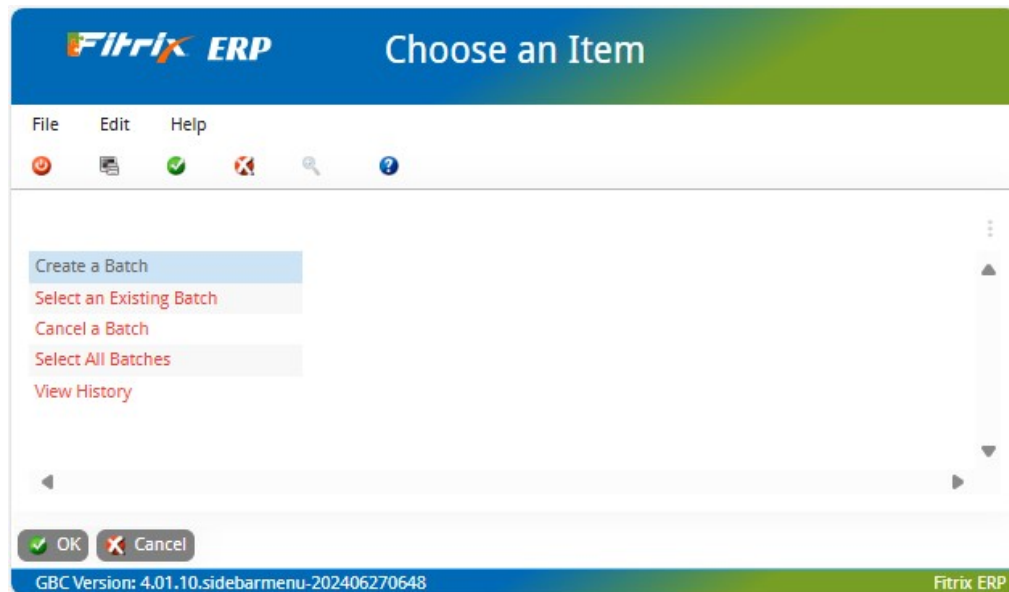 Fitrix ERP Choose an Item
File Edit Help
Create a Batch
Select an Existing Batch
Cancel a Batch
Select All Batches
View History
OK Cancel
GBC Version: 4.01.10.sidebarmenu-202406270648 Fitrix ERP